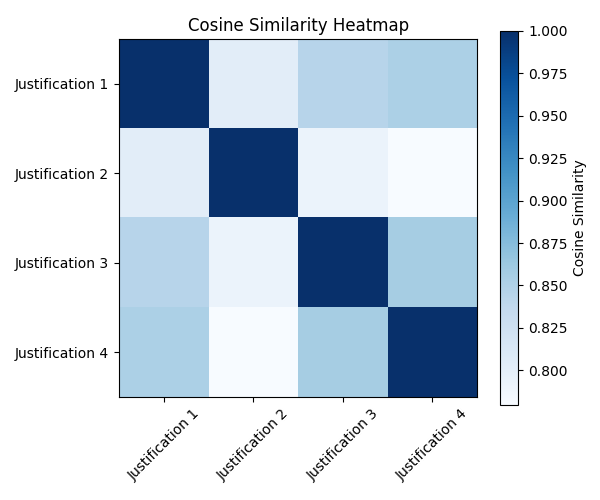 Cosine Similarity Heatmap
Justification 1
Justification 2
Justification 3
Justification 4
Justification 1
Justification 2
Justification 3
Justification 4
1.000
0.975
0.950
0.925
0.900
0.875
0.850
0.825
0.800
Cosine Similarity